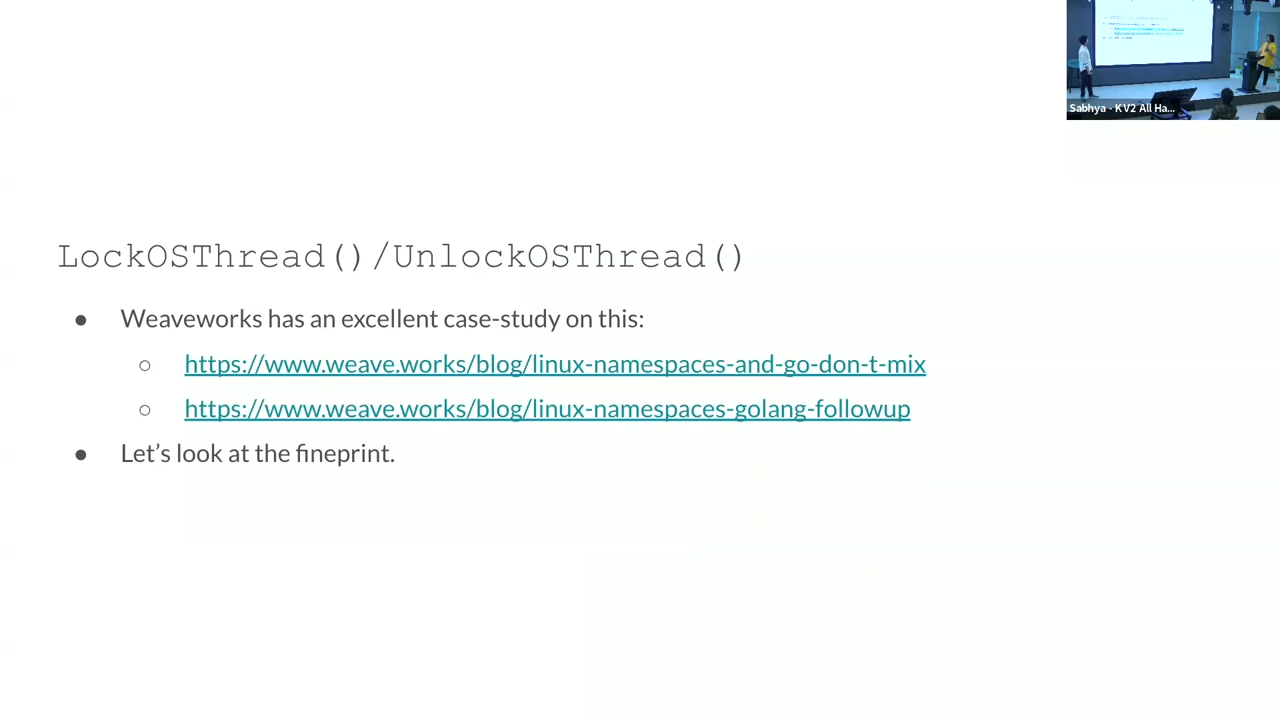 Sabhya - KV2 All Ha...
LockOSThread()/UnlockOSThread()
● Weaveworks has an excellent case-study on this:
○ https://www.weave.works/blog/linux-namespaces-and-go-don-t-mix
○ https://www.weave.works/blog/linux-namespaces-golang-followup
● Let’s look at the fineprint.